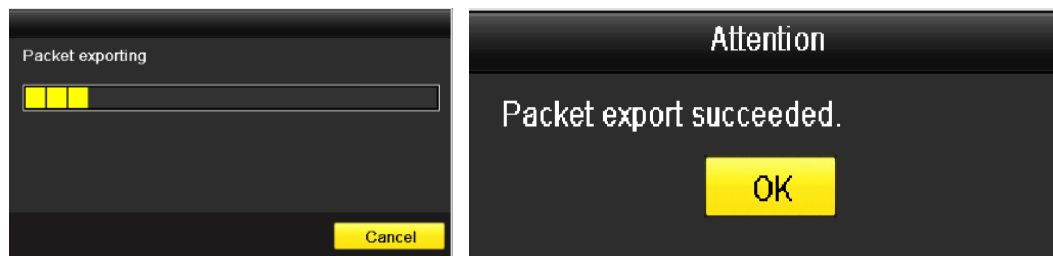 Packet exporting
Cancel
Attention
Packet export succeeded.
OK